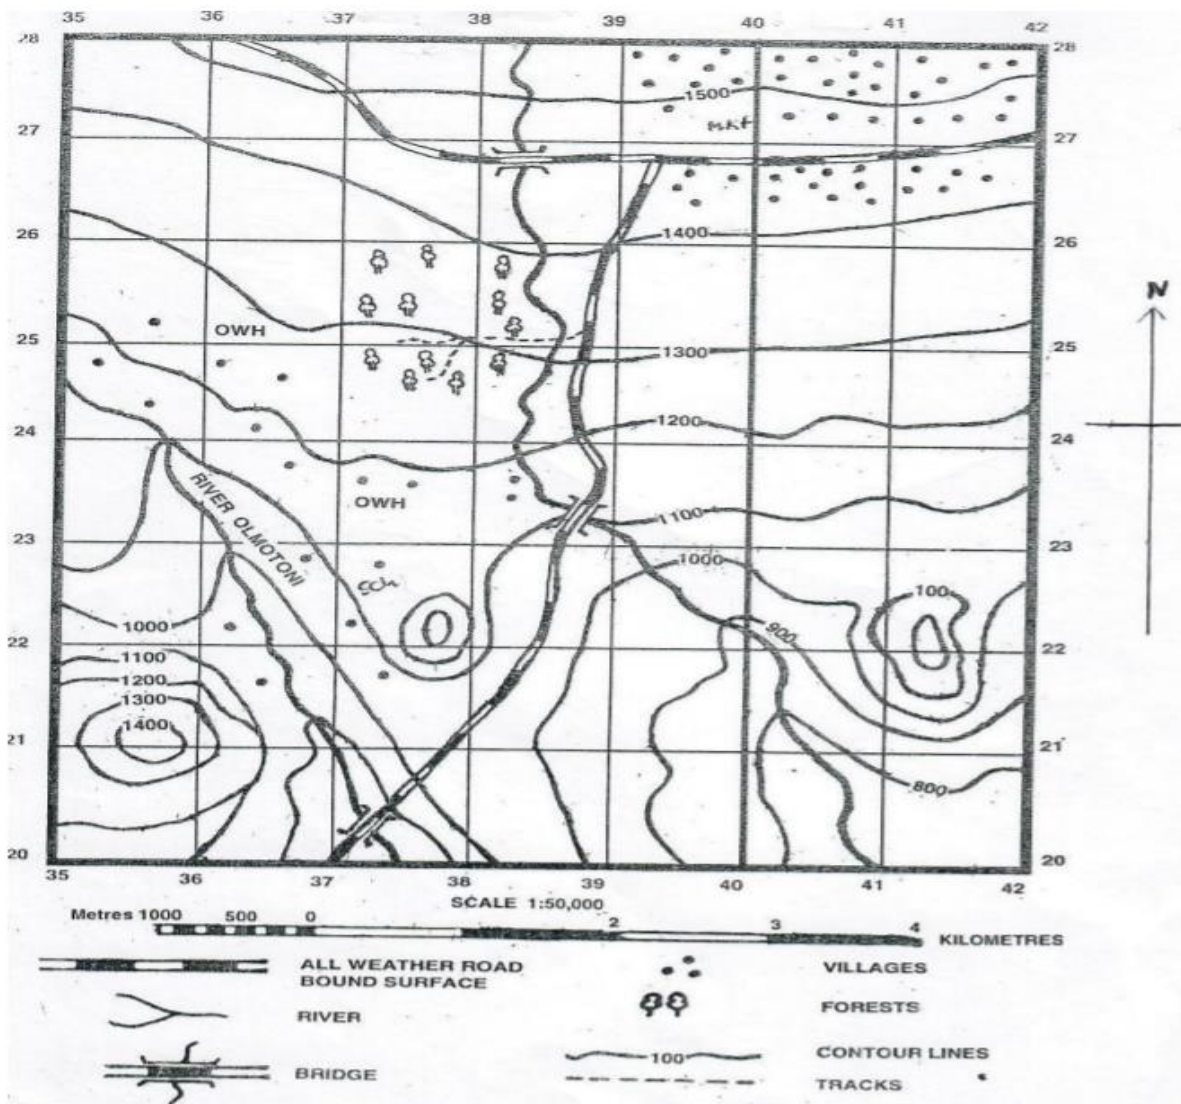 35 36 37 38 39 40 41 42
28 28
1500
MKT
27 27
1400
26 26
OWH
25 1300 25
1200
24 24
RIVER OLMOTONI
OWH
1100
23 23
1000
SCH
100
1000
900
22 22
1100
1200
1300
1400
21 21
800
20 20
35 36 37 38 39 40 41 42
SCALE 1:50,000
Metres 1000 500 0 2 3 4 KILOMETRES
ALL WEATHER ROAD VILLAGES
BOUND SURFACE
FORESTS
RIVER
100 CONTOUR LINES
BRIDGE
TRACKS
N